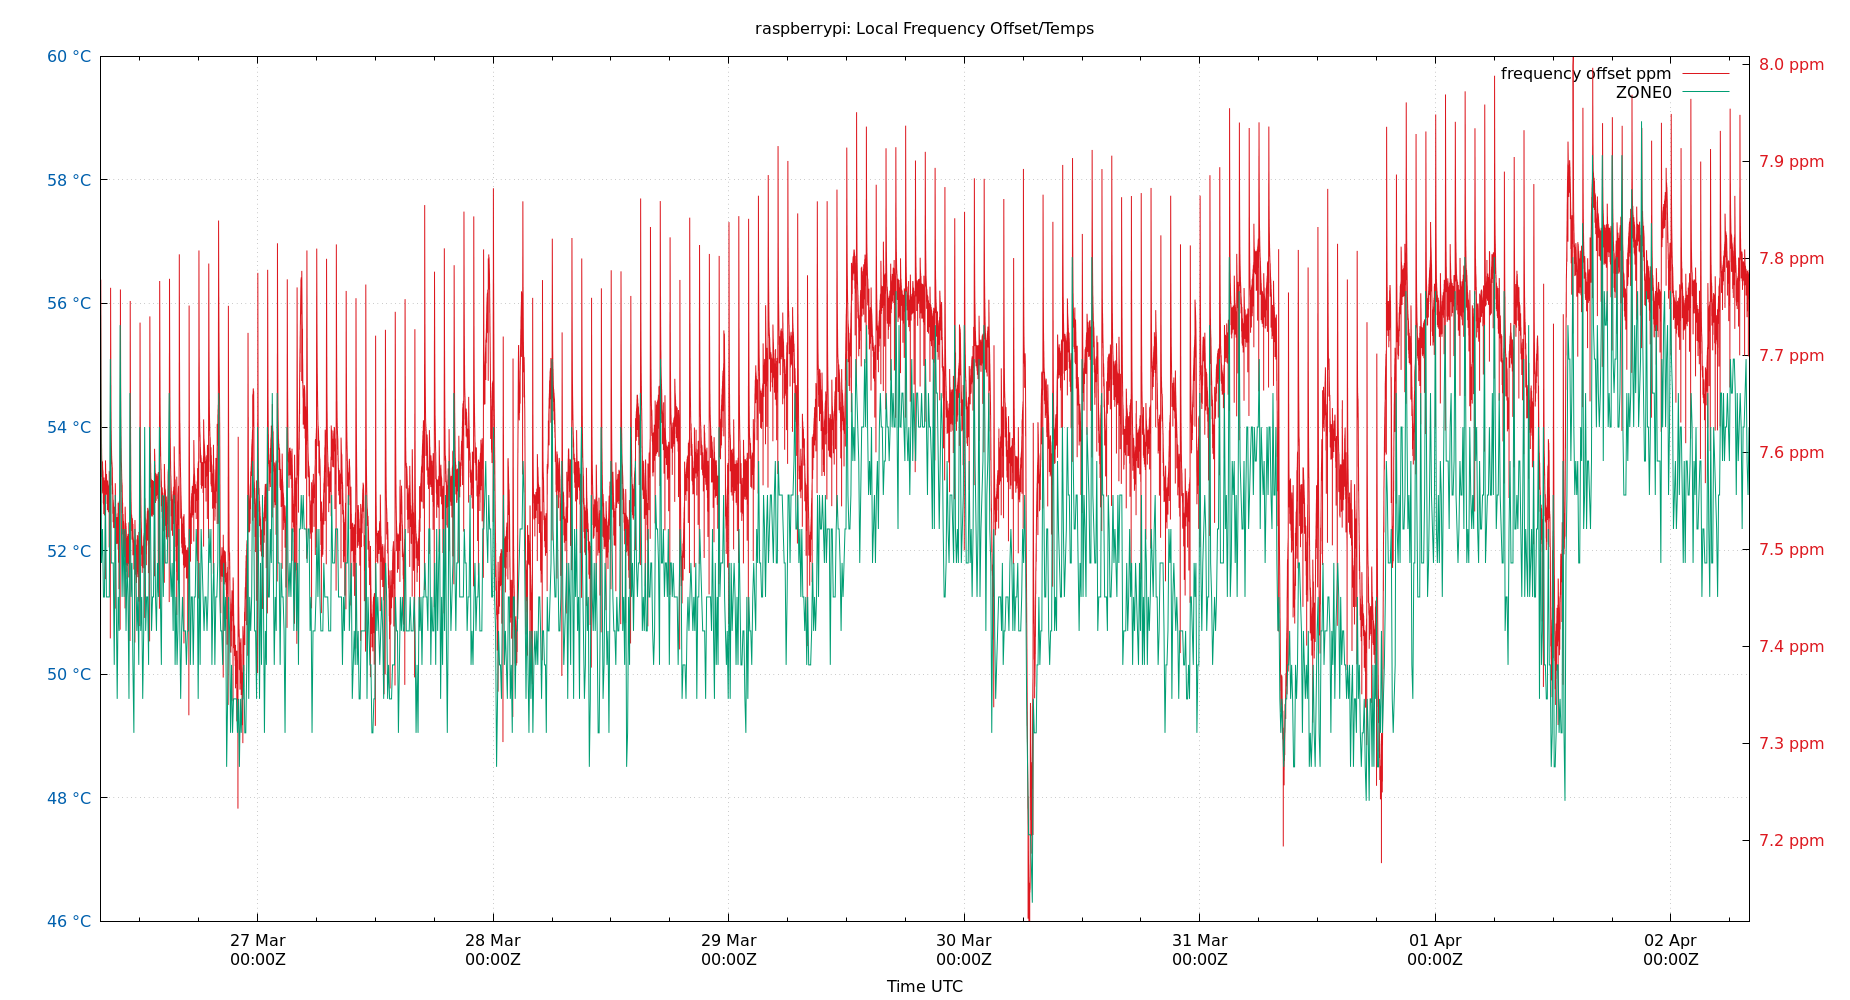 raspberrypi: Local Frequency Offset/Temps
60 °C
58 °C
56 °C
54 °C
52 °C
50 °C
48 °C
46 °C
8.0 ppm
7.9 ppm
7.8 ppm
7.7 ppm
7.6 ppm
7.5 ppm
7.4 ppm
7.3 ppm
7.2 ppm
frequency offset ppm
ZONE0
27 Mar
00:00Z
28 Mar
00:00Z
29 Mar
00:00Z
30 Mar
00:00Z
31 Mar
00:00Z
01 Apr
00:00Z
02 Apr
00:00Z
Time UTC